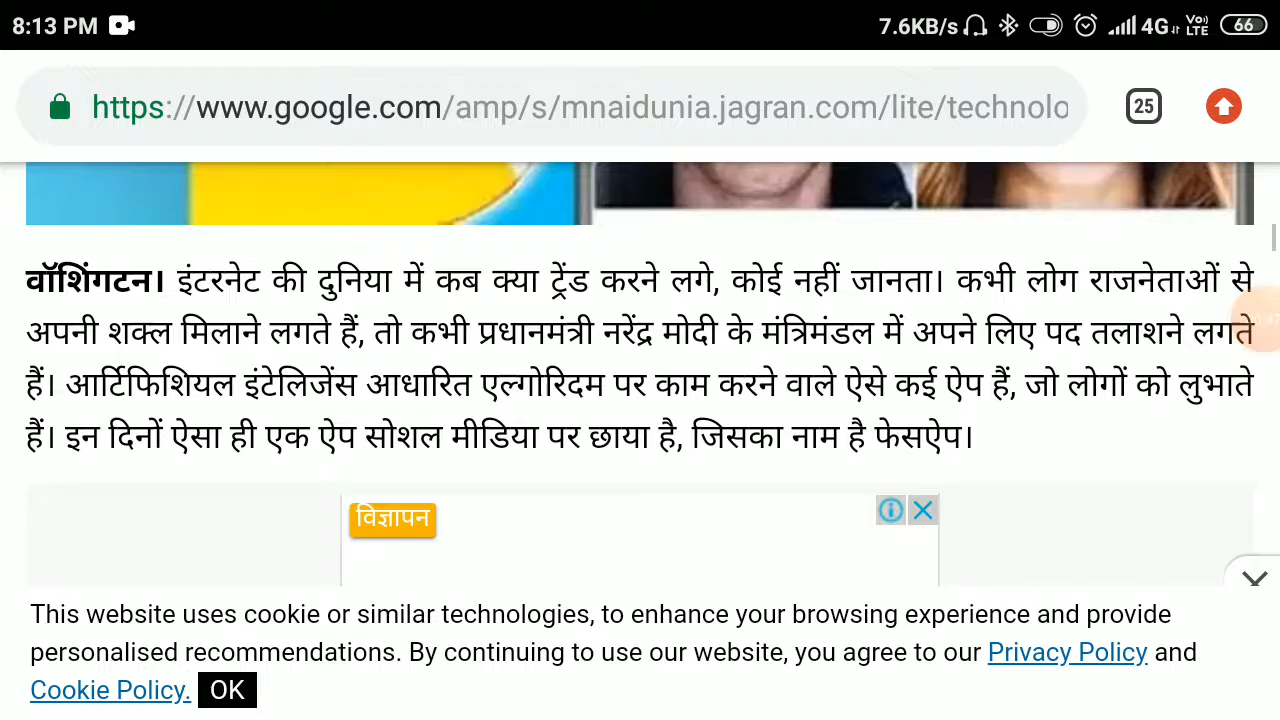 8:13 PM 7.6KB/s 4G Vo) LTE 66
https://www.google.com/amp/s/mnaidunia.jagran.com/lite/technolo 25
वॉशिंगटन। इंटरनेट की दुनिया में कब क्या ट्रेंड करने लगे, कोई नहीं जानता। कभी लोग राजनेताओं से
अपनी शक्ल मिलाने लगते हैं, तो कभी प्रधानमंत्री नरेंद्र मोदी के मंत्रिमंडल में अपने लिए पद तलाशने लगते
हैं। आर्टिफिशियल इंटेलिजेंस आधारित एल्गोरिदम पर काम करने वाले ऐसे कई ऐप हैं, जो लोगों को लुभाते
हैं। इन दिनों ऐसा ही एक ऐप सोशल मीडिया पर छाया है, जिसका नाम है फेसऐप।
विज्ञापन
This website uses cookie or similar technologies, to enhance your browsing experience and provide
personalised recommendations. By continuing to use our website, you agree to our Privacy Policy and
Cookie Policy. OK